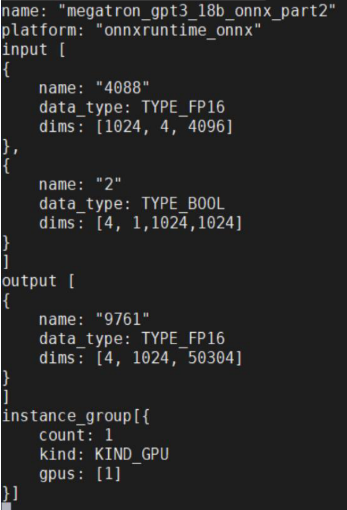 name: "megatron_gpt3_18b_onnx_part2"
platform: "onnxruntime_onnx"
input [
{
    name: "4088"
    data_type: TYPE_FP16
    dims: [1024, 4, 4096]
},
{
    name: "2"
    data_type: TYPE_BOOL
    dims: [4, 1,1024,1024]
}
]
output [
{
    name: "9761"
    data_type: TYPE_FP16
    dims: [4, 1024, 50304]
}
]
instance_group[{
    count: 1
    kind: KIND_GPU
    gpus: [1]
}]